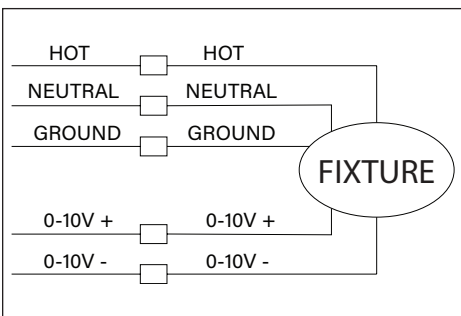 HOT HOT
NEUTRAL NEUTRAL
GROUND GROUND
FIXTURE
0-10V + 0-10V +
0-10V - 0-10V -